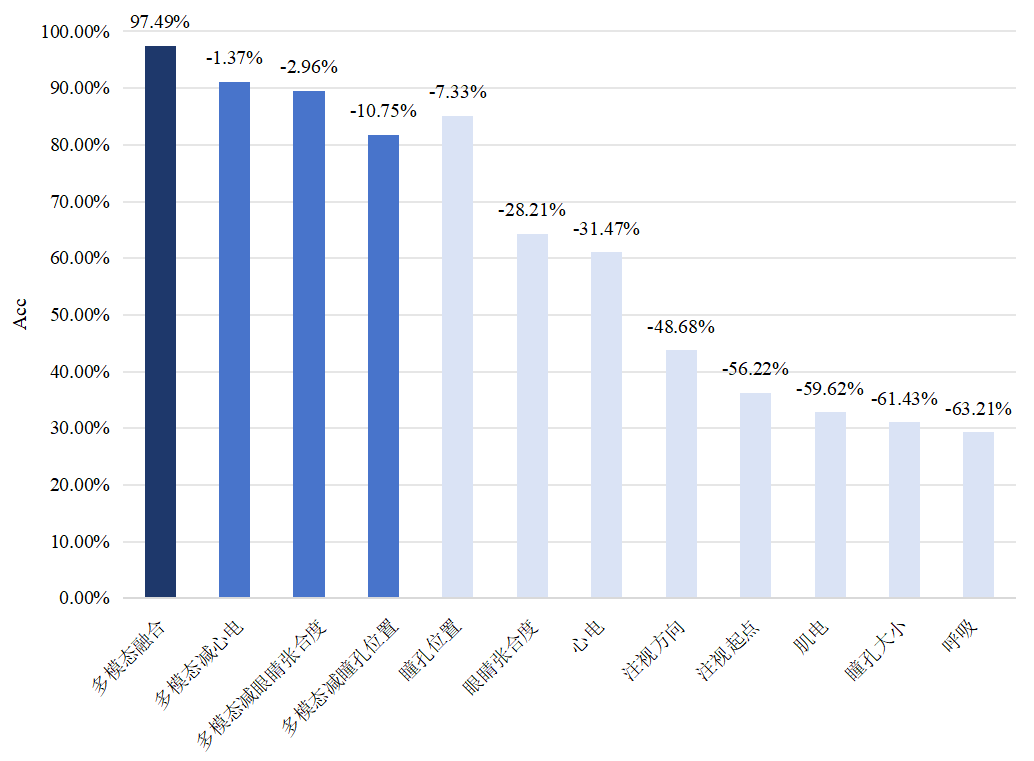 97.49%
-1.37%
-2.96%
-10.75%
-7.33%
-28.21%
-31.47%
-48.68%
-56.22%
-59.62%
-61.43%
-63.21%
100.00%
90.00%
80.00%
70.00%
60.00%
50.00%
40.00%
30.00%
20.00%
10.00%
0.00%
Acc
多模态融合
多模态减心电
多模态减眼睛张合度
多模态减瞳孔位置
瞳孔位置
眼睛张合度
心电
注视方向
注视起点
肌电
瞳孔大小
呼吸